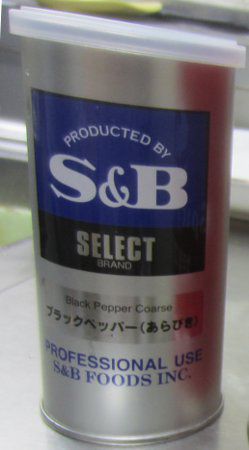 PRODUCED BY
S&B
SELECT
BRAND
Black Pepper Coarse
ブラックペッパー(あらびき)
PROFESSIONAL USE
S&B FOODS INC.